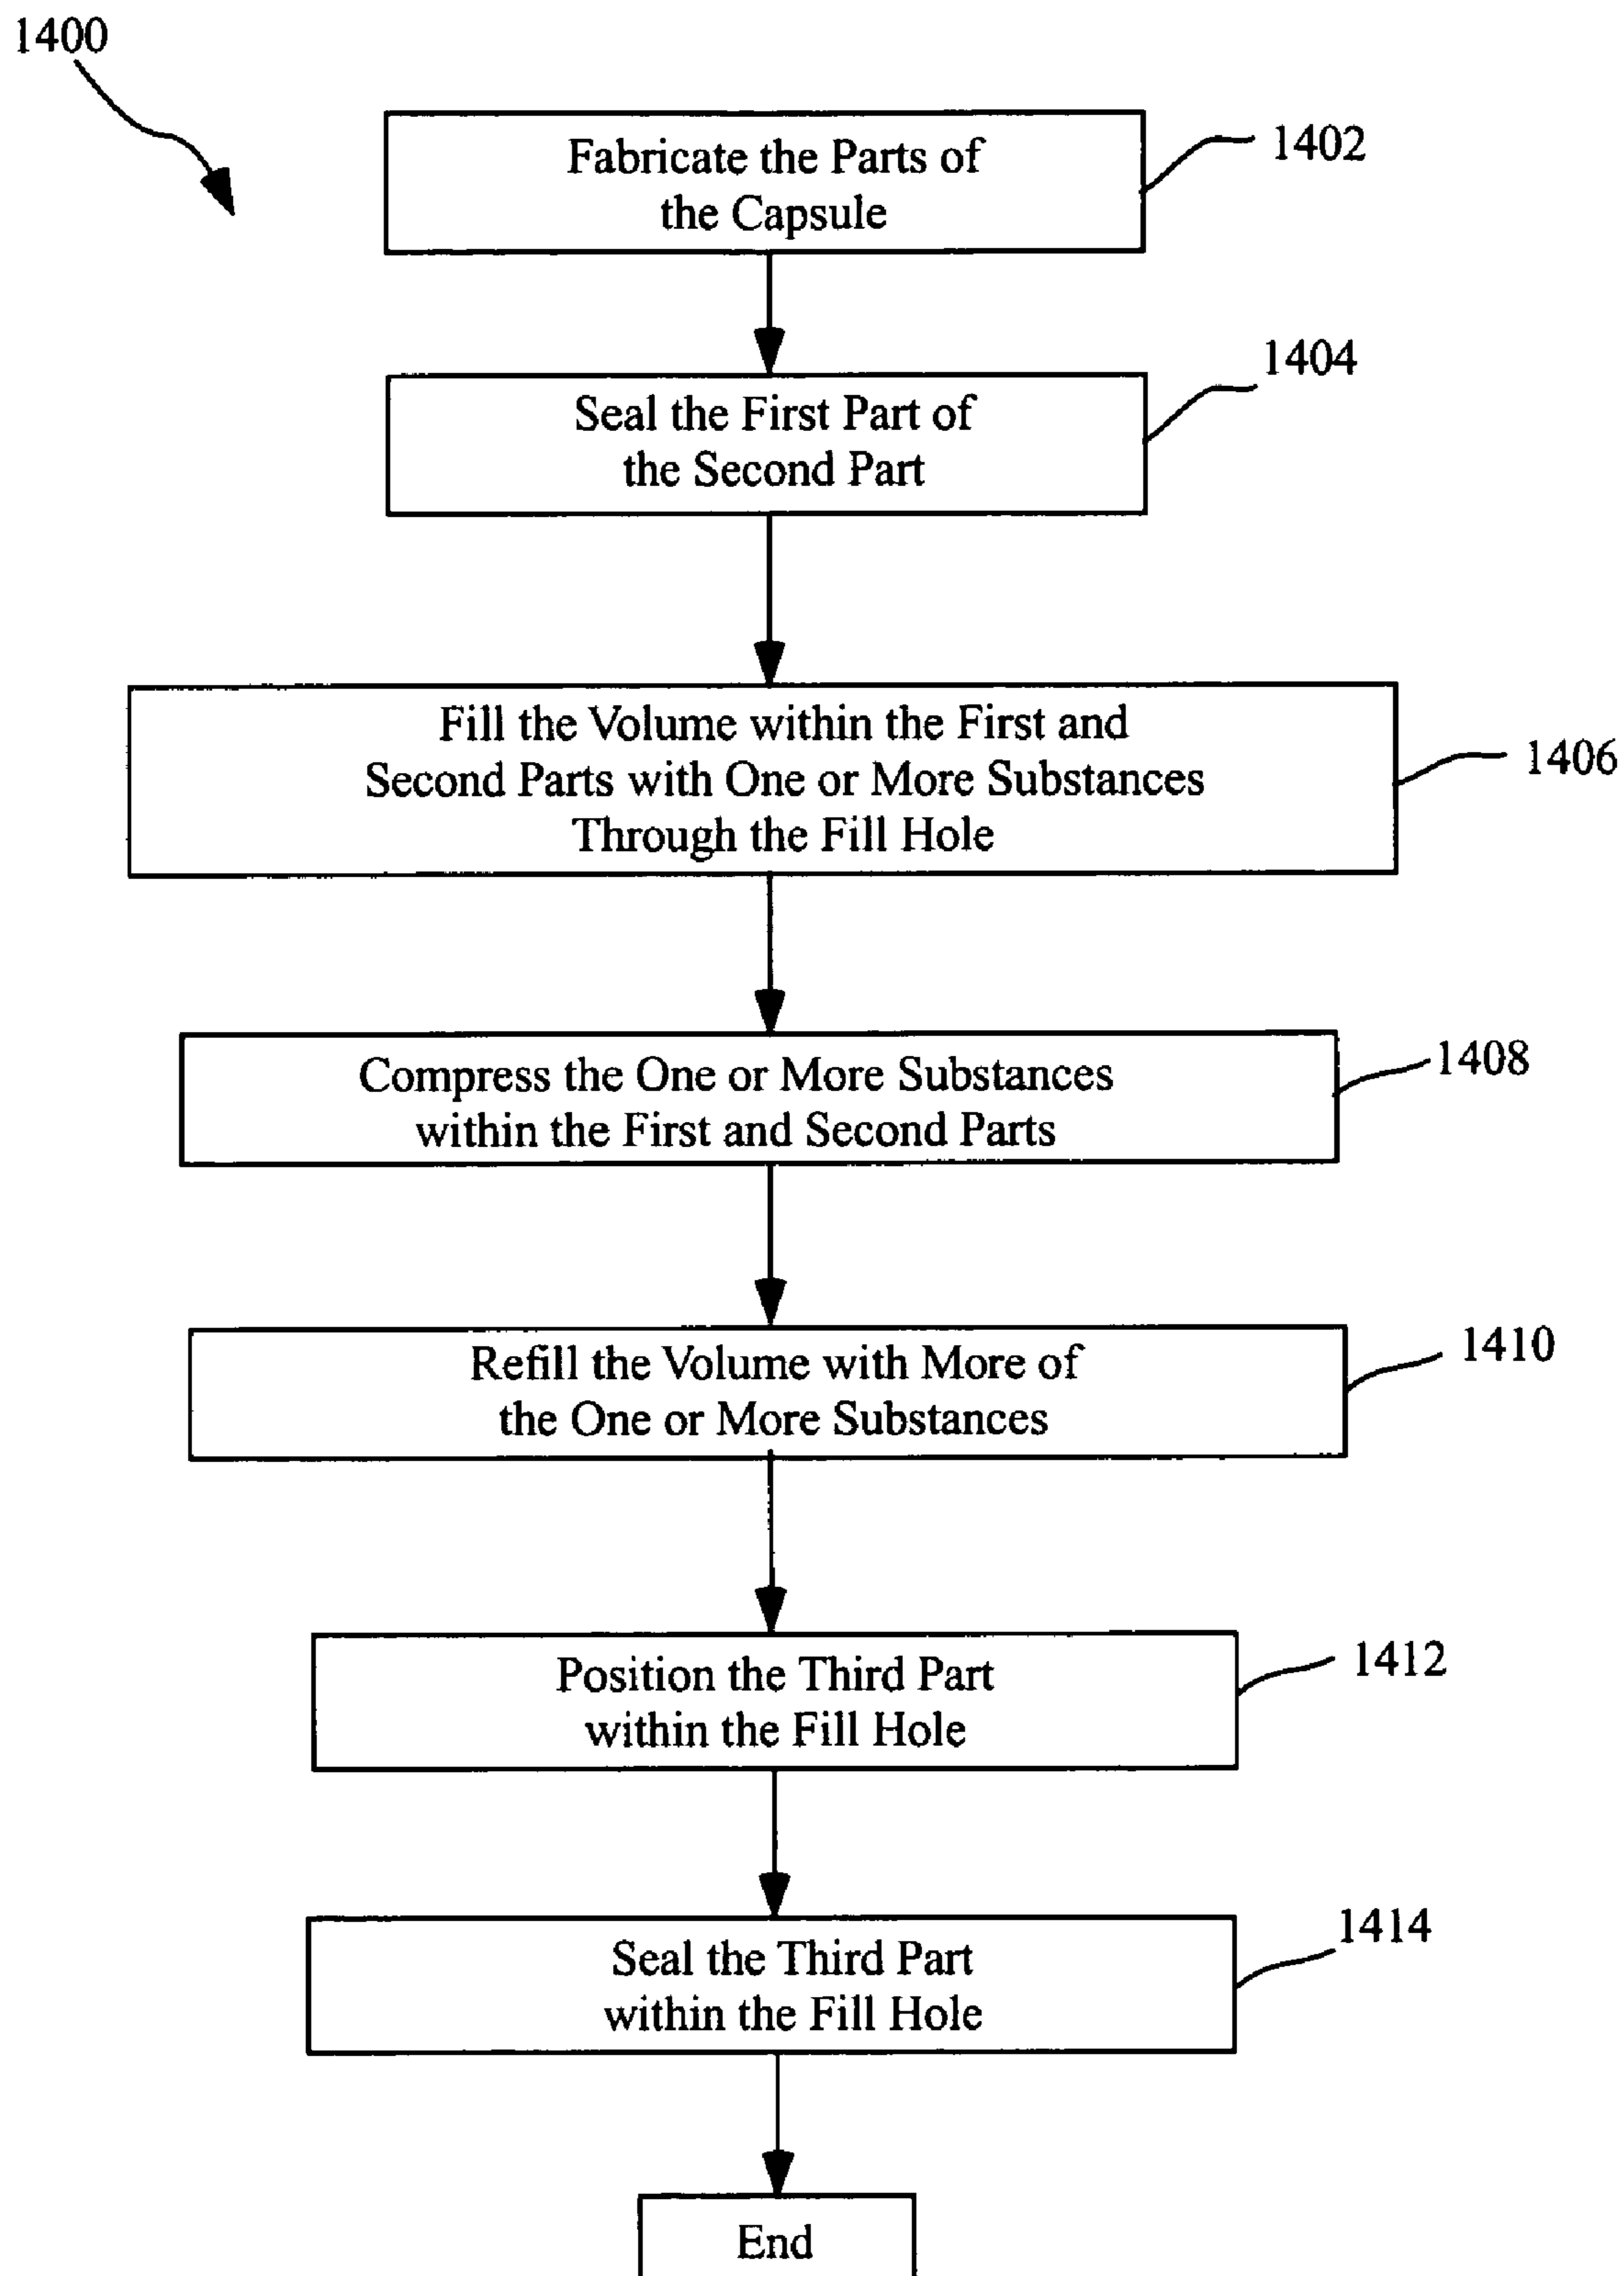 1400
Fabricate the Parts of
the Capsule
1402
Seal the First Part of
the Second Part
1404
Fill the Volume within the First and
Second Parts with One or More Substances
Through the Fill Hole
1406
Compress the One or More Substances
within the First and Second Parts
1408
Refill the Volume with More of
the One or More Substances
1410
Position the Third Part
within the Fill Hole
1412
Seal the Third Part
within the Fill Hole
1414
End